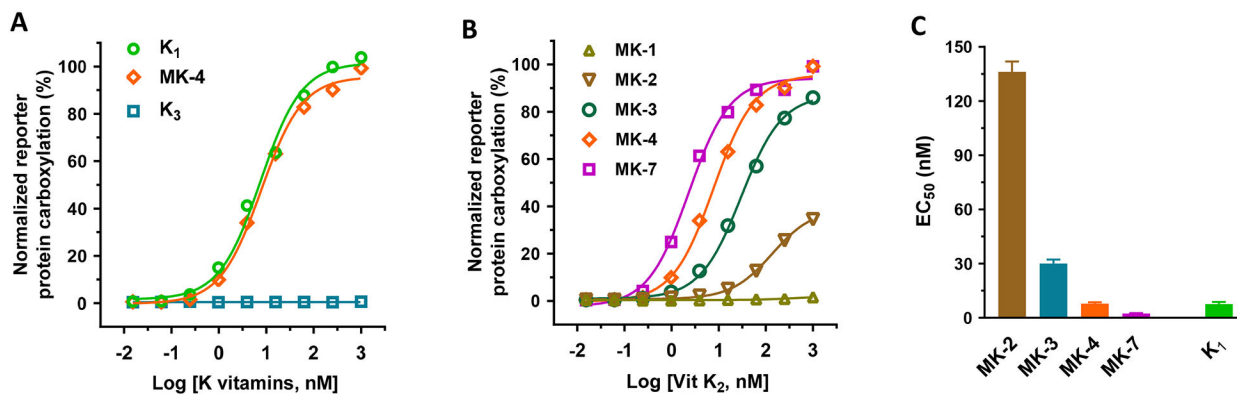 A
Normalized reporter
protein carboxylation (%)
100
80
60
40
20
0
K₁
MK-4
K₃
-2
-1
0
1
2
3
Log [K vitamins, nM]
B
Normalized reporter
protein carboxylation (%)
100
80
60
40
20
0
MK-1
MK-2
MK-3
MK-4
MK-7
-2
-1
0
1
2
3
Log [Vit K₂, nM]
C
EC₅₀ (nM)
150
120
90
60
30
0
MK-2
MK-3
MK-4
MK-7
K₁